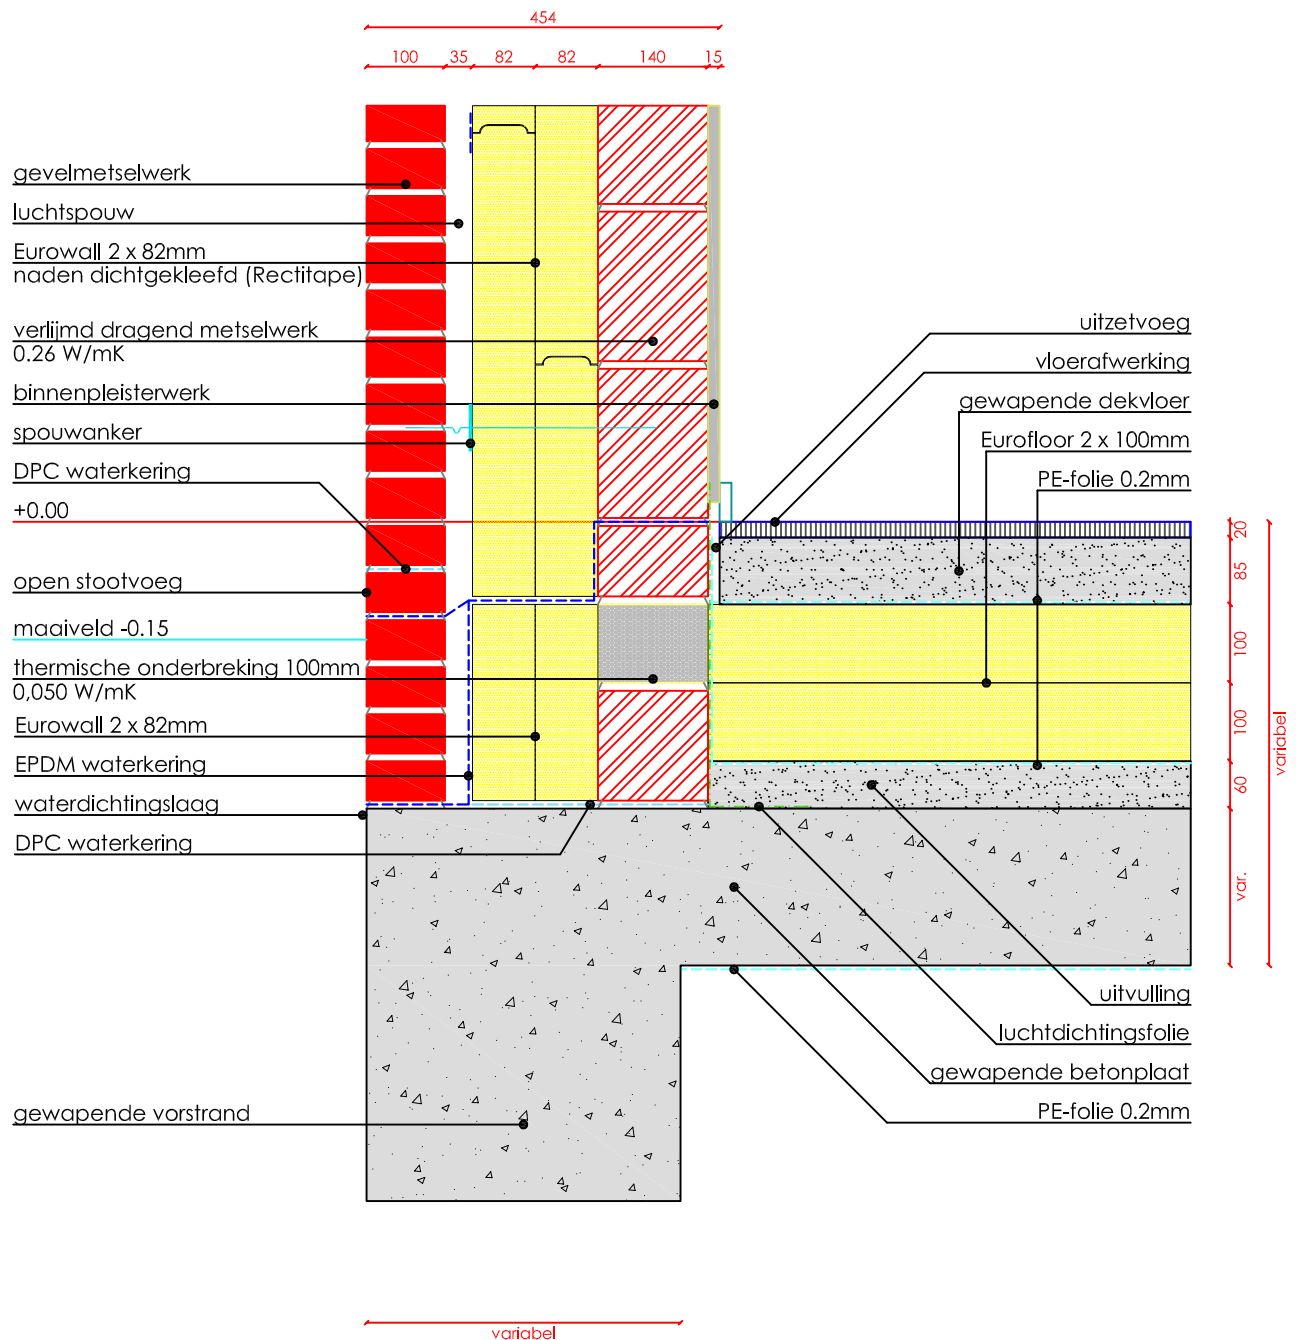 454
100 35 82 82 140 15
gevelmetselwerk
luchtspouw
Eurowall 2 x 82mm
naden dichtgekleefd (Rectitape)
verlijmd dragend metselwerk
0.26 W/mK
binnenpleisterwerk
spouwanker
DPC waterkering
+0.00
open stootvoeg
maaiveld -0.15
thermische onderbreking 100mm
0,050 W/mK
Eurowall 2 x 82mm
EPDM waterkering
waterdichtingslaag
DPC waterkering
gewapende vorstrand
uitzetvoeg
vloerafwerking
gewapende dekvloer
Eurofloor 2 x 100mm
PE-folie 0.2mm
20
85
100
100
60
var.
variabel
uitvulling
luchtdichtingsfolie
gewapende betonplaat
PE-folie 0.2mm
variabel